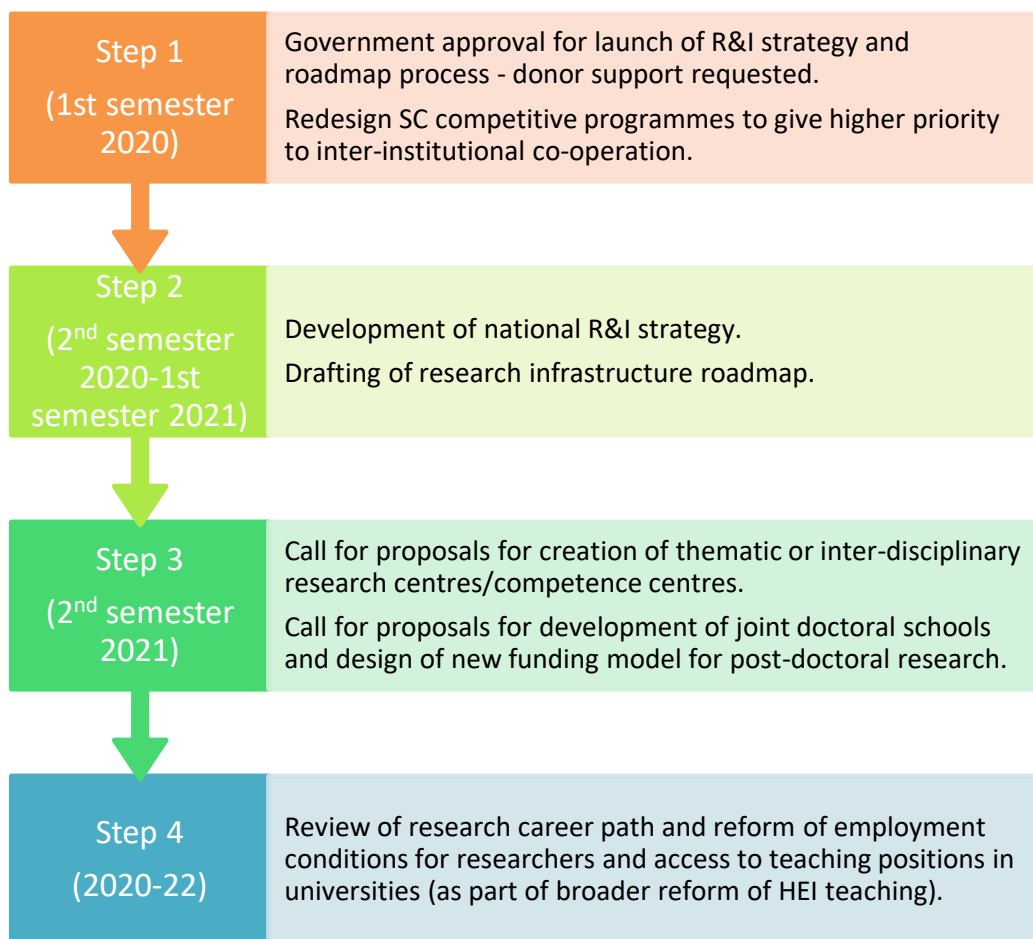 Step 1
(1st semester
2020)
Government approval for launch of R&I strategy and
roadmap process - donor support requested.
Redesign SC competitive programmes to give higher priority
to inter-institutional co-operation.
Step 2
(2nd semester
2020-1st
semester 2021)
Development of national R&I strategy.
Drafting of research infrastructure roadmap.
Step 3
(2nd semester
2021)
Call for proposals for creation of thematic or inter-disciplinary
research centres/competence centres.
Call for proposals for development of joint doctoral schools
and design of new funding model for post-doctoral research.
Step 4
(2020-22)
Review of research career path and reform of employment
conditions for researchers and access to teaching positions in
universities (as part of broader reform of HEI teaching).